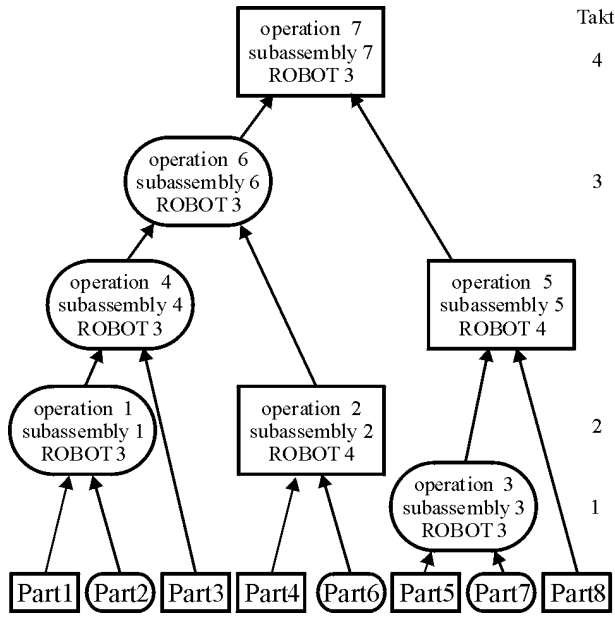 Takt
operation 7
subassembly 7
ROBOT 3
4
operation 6
subassembly 6
ROBOT 3
3
operation 4
subassembly 4
ROBOT 3
operation 5
subassembly 5
ROBOT 4
operation 1
subassembly 1
ROBOT 3
operation 2
subassembly 2
ROBOT 4
2
operation 3
subassembly 3
ROBOT 3
1
Part1 Part2 Part3 Part4 Part6 Part5 Part7 Part8